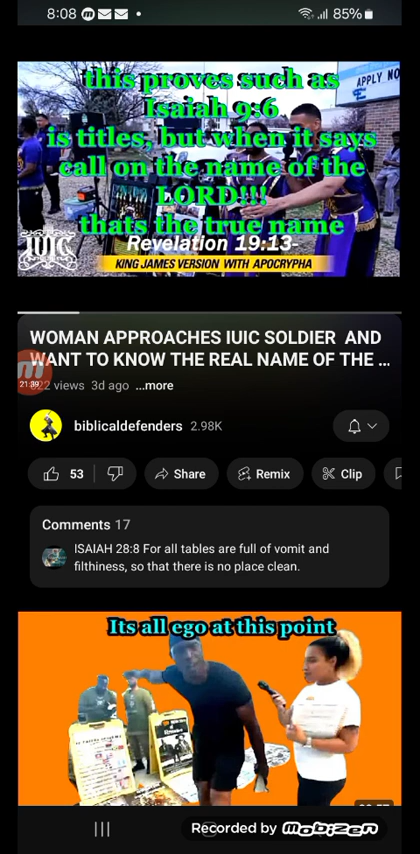 8:08
85%
this proves such as
Isaiah 9:6
is titles, but when it says
call on the name of the
LORD!!!
thats the true name
APPLY NO
IUIC
Revelation 19:13-
KING JAMES VERSION WITH APOCRYPHA
WOMAN APPROACHES IUIC SOLDIER AND
WANT TO KNOW THE REAL NAME OF THE ...
21:39
22 views 3d ago ...more
biblicaldefenders 2.98K
53
Share
Remix
Clip
Comments 17
ISAIAH 28:8 For all tables are full of vomit and
filthiness, so that there is no place clean.
Its all ego at this point
Recorded by mobizen